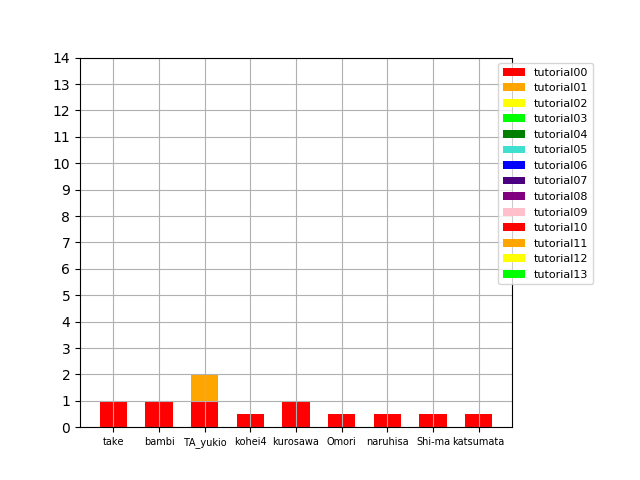 14
13
12
11
10
9
8
7
6
5
4
3
2
1
0
take bambi TA_yukio kohei4 kurosawa Omori naruhisa Shi-ma katsumata
tutorial00
tutorial01
tutorial02
tutorial03
tutorial04
tutorial05
tutorial06
tutorial07
tutorial08
tutorial09
tutorial10
tutorial11
tutorial12
tutorial13